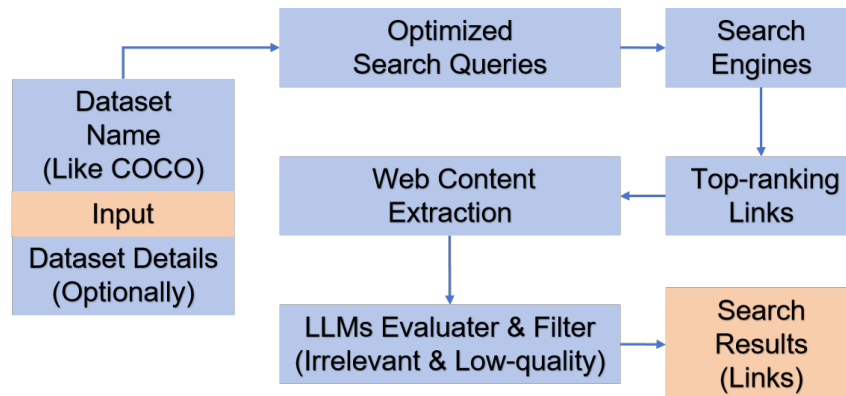 Dataset
Name
(Like COCO)
Input
Dataset Details
(Optionally)
Optimized
Search Queries
Search
Engines
Top-ranking
Links
Web Content
Extraction
LLMs Evaluater & Filter
(Irrelevant & Low-quality)
Search
Results
(Links)